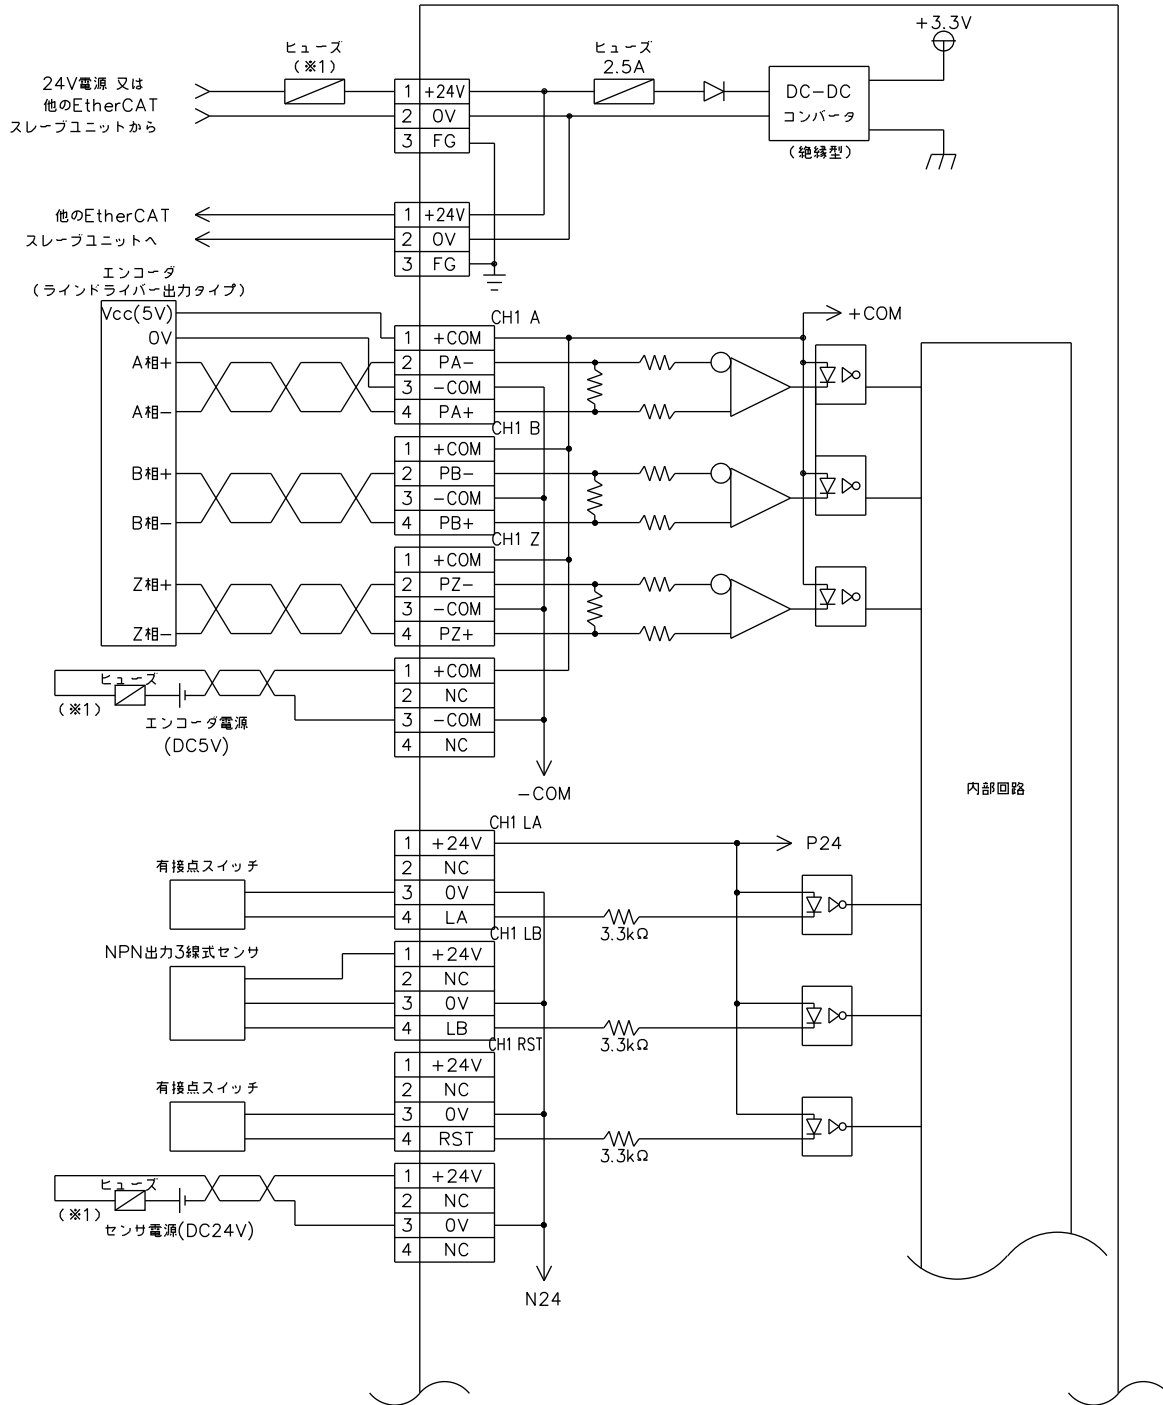 +3.3V
ヒューズ
(※1)
ヒューズ
2.5A
24V電源 又は
他のEtherCAT
スレーブユニットから
1 +24V
2 0V
3 FG
DC-DC
コンバータ
(絶縁型)
他のEtherCAT
スレーブユニットへ
1 +24V
2 0V
3 FG
エンコーダ
(ラインドライバー出力タイプ)
Vcc(5V)
0V
A相+
A相-
B相+
B相-
Z相+
Z相-
CH1 A
1 +COM
2 PA-
3 -COM
4 PA+
+COM
CH1 B
1 +COM
2 PB-
3 -COM
4 PB+
CH1 Z
1 +COM
2 PZ-
3 -COM
4 PZ+
1 +COM
2 NC
3 -COM
4 NC
ヒューズ
(※1)
エンコーダ電源
(DC5V)
-COM
内部回路
CH1 LA
1 +24V
2 NC
3 0V
4 LA
P24
有接点スイッチ
3.3kΩ
CH1 LB
NPN出力3線式センサ
1 +24V
2 NC
3 0V
4 LB
3.3kΩ
CH1 RST
1 +24V
2 NC
3 0V
4 RST
有接点スイッチ
3.3kΩ
1 +24V
2 NC
3 0V
4 NC
ヒューズ
(※1)
センサ電源(DC24V)
N24